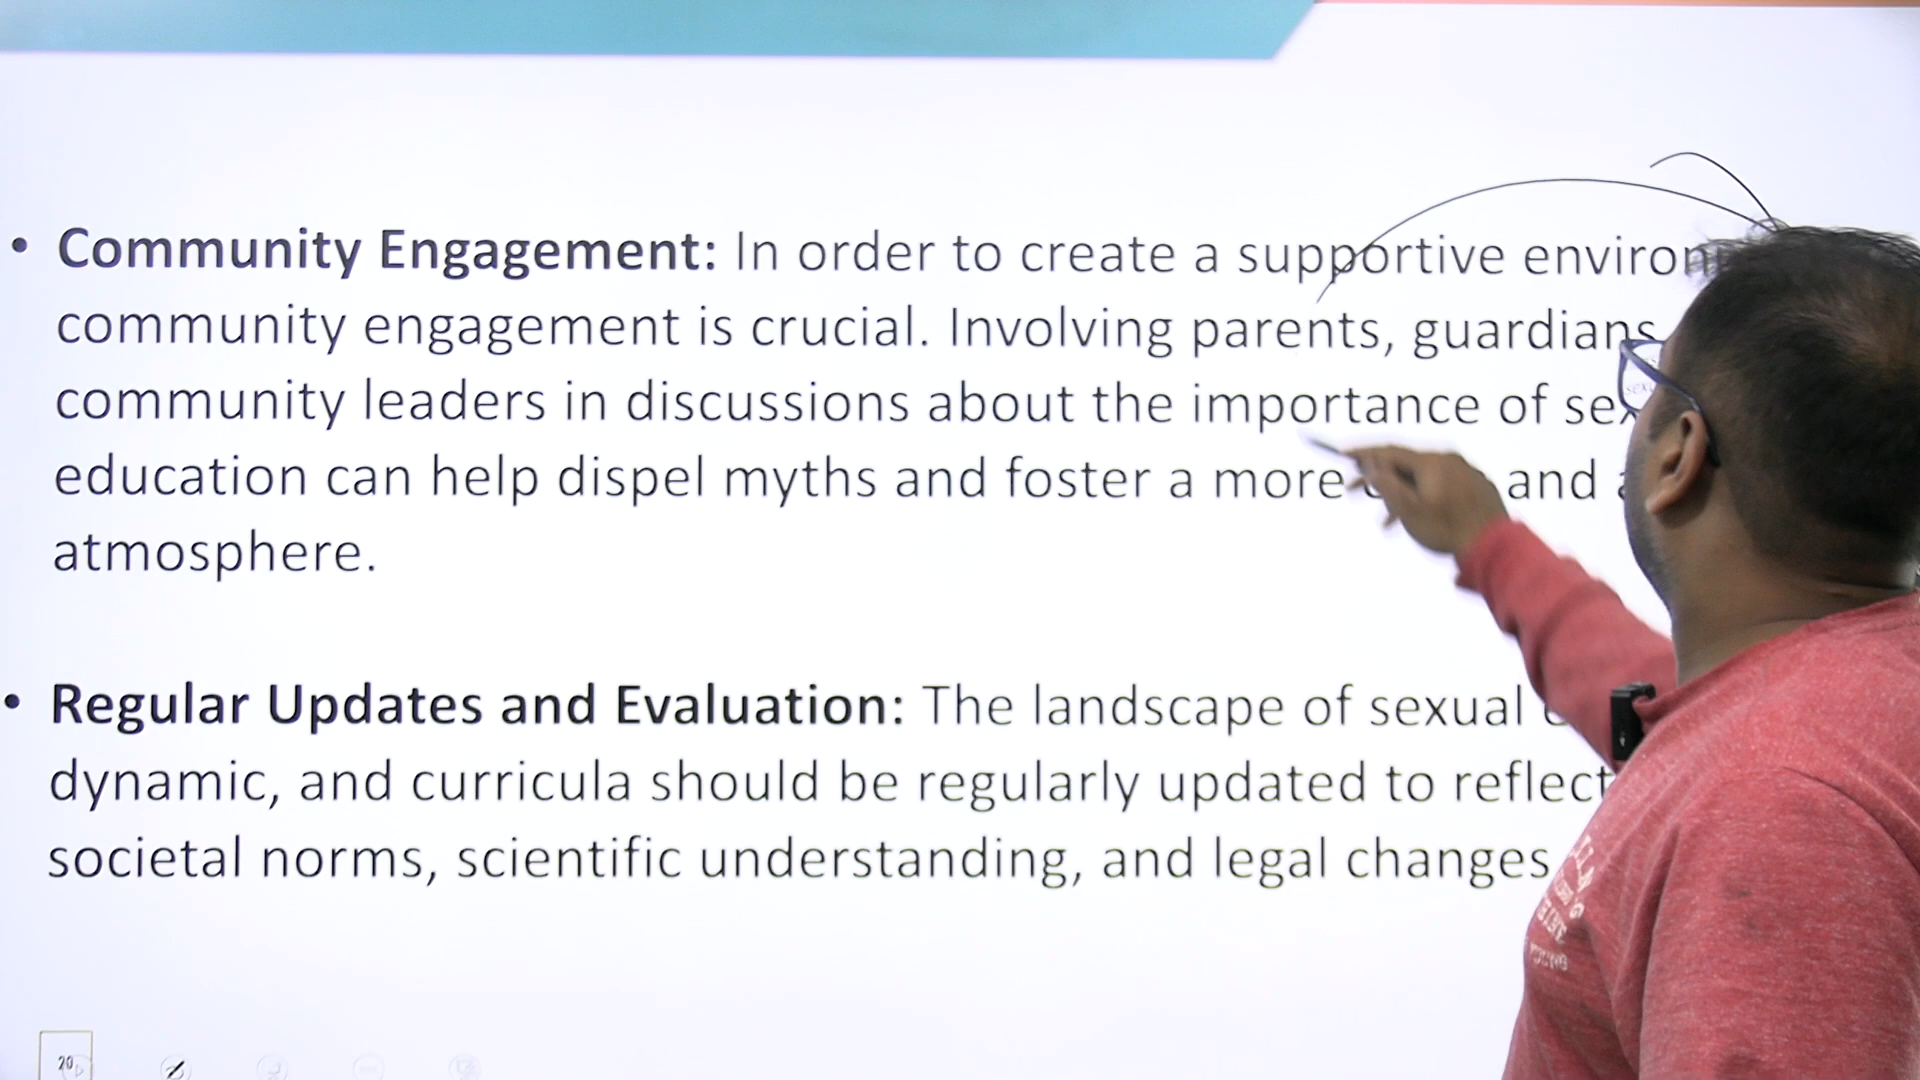 • Community Engagement: In order to create a supportive environ
community engagement is crucial. Involving parents, guardians
community leaders in discussions about the importance of sex
education can help dispel myths and foster a more and
atmosphere.
• Regular Updates and Evaluation: The landscape of sexual
dynamic, and curricula should be regularly updated to reflect
societal norms, scientific understanding, and legal changes
20